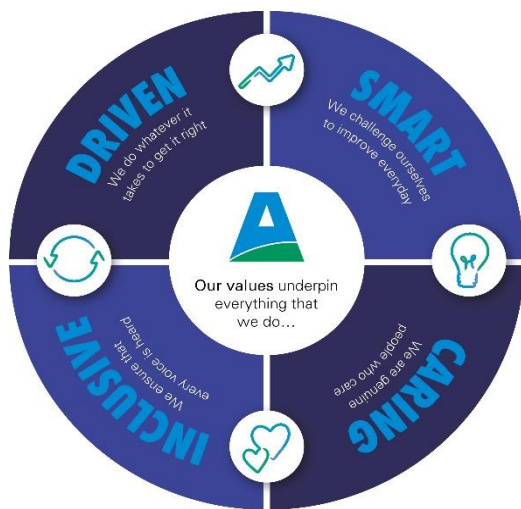 DRIVEN
We do whatever it
takes to get it right
SMART
We challenge ourselves
to improve everyday
Our values underpin
everything that
we do...
INCLUSIVE
We ensure that
every voice is heard
CARING
We are genuine
people who care